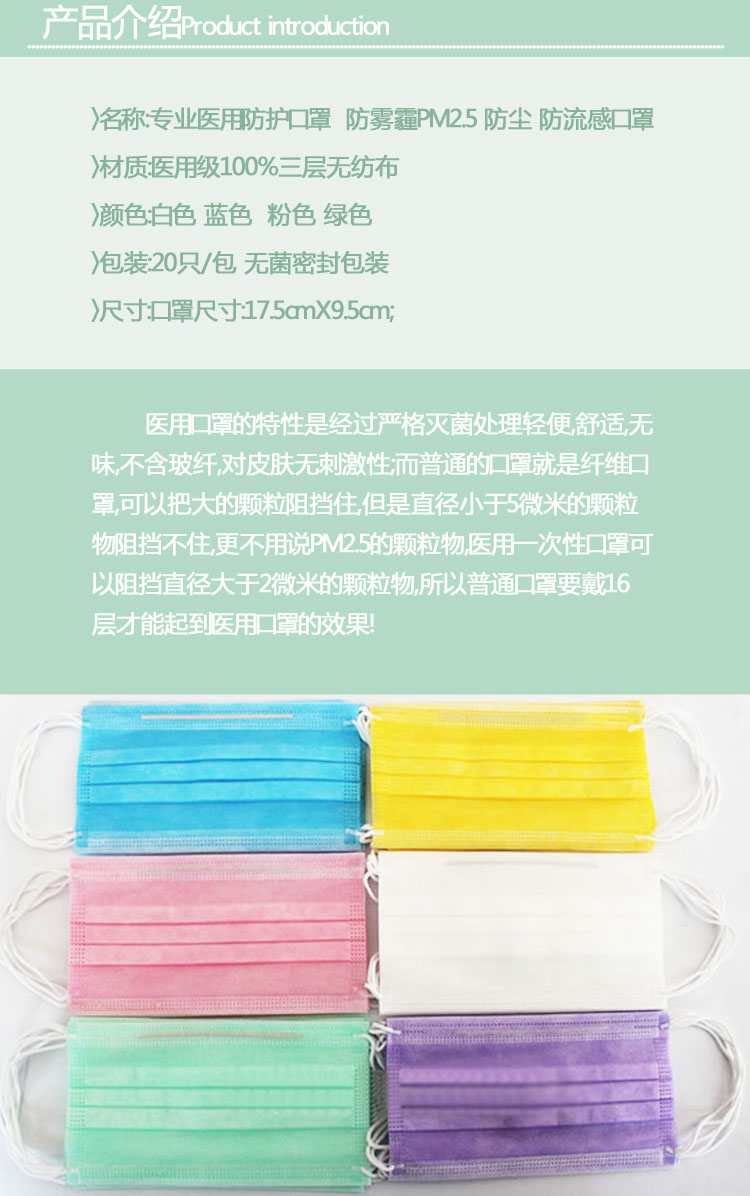 产品介绍Product introduction
〉名称:专业医用防护口罩 防雾霾PM2.5 防尘 防流感口罩
〉材质:医用级100%三层无纺布
〉颜色:白色 蓝色 粉色 绿色
〉包装:20只/包 无菌密封包装
〉尺寸:口罩尺寸:17.5cmX9.5cm;
医用口罩的特性是经过严格灭菌处理轻便,舒适,无
味,不含玻纤,对皮肤无刺激性;而普通的口罩就是纤维口
罩,可以把大的颗粒阻挡住,但是直径小于5微米的颗粒
物阻挡不住,更不用说PM2.5的颗粒物,医用一次性口罩可
以阻挡直径大于2微米的颗粒物,所以普通口罩要戴16
层才能起到医用口罩的效果!